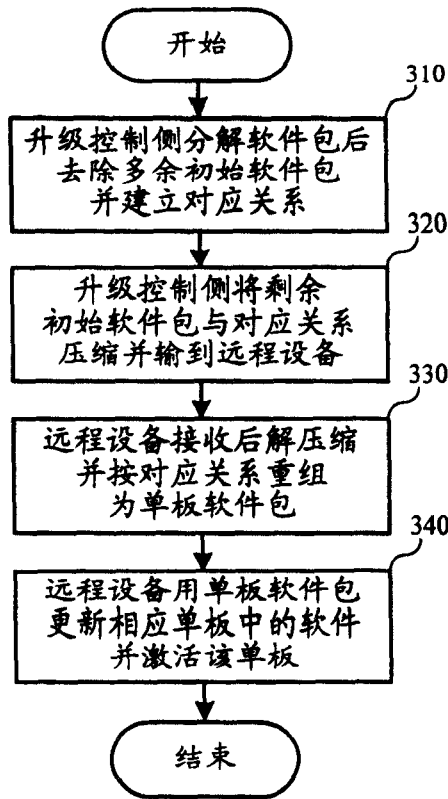 开始
310
升级控制侧分解软件包后
去除多余初始软件包
并建立对应关系
320
升级控制侧将剩余
初始软件包与对应关系
压缩并输到远程设备
330
远程设备接收后解压缩
并按对应关系重组
为单板软件包
340
远程设备用单板软件包
更新相应单板中的软件
并激活该单板
结束